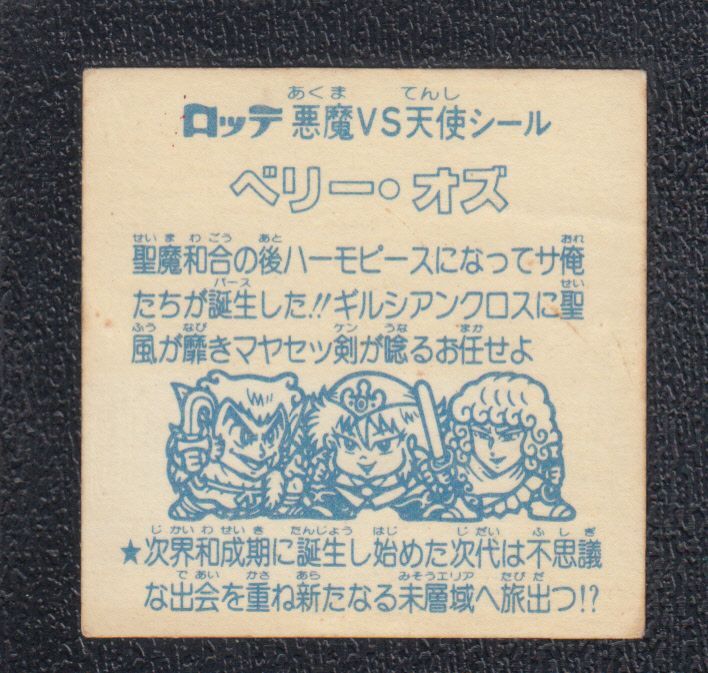 ロッテ 悪魔VS天使シール
ベリー・オズ
聖魔和合の後ハーモピースになってサ俺
たちが誕生した!!ギルシアンクロスに聖
風が靡きマヤセッ剣が唸るお任せよ
★次界和成期に誕生し始めた次代は不思議
な出会を重ね新たなる未層域へ旅出つ!?